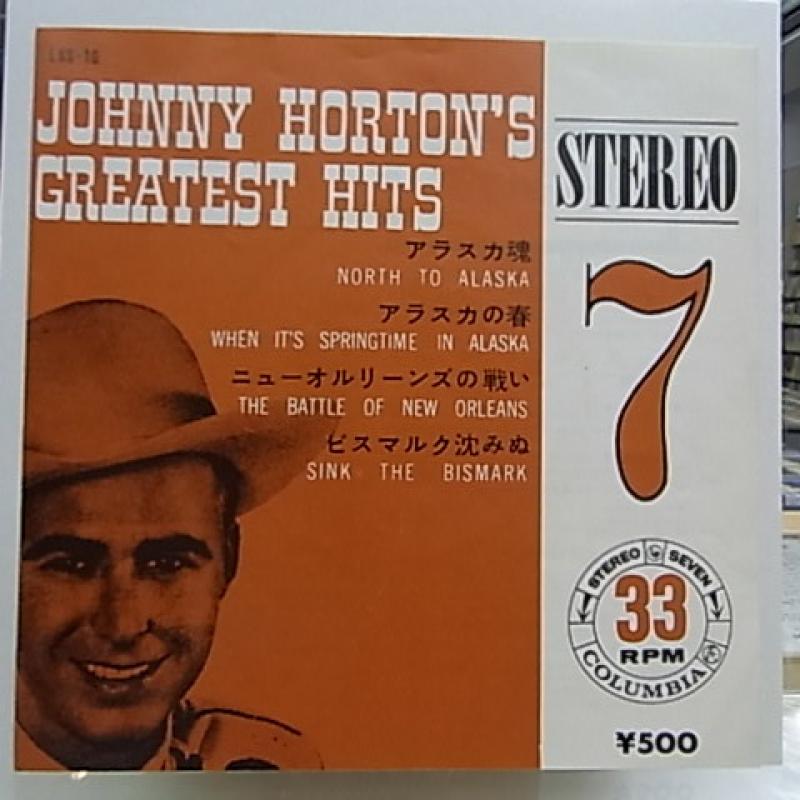 LSS-10
JOHNNY HORTON'S
GREATEST HITS
アラスカ魂
NORTH TO ALASKA
アラスカの春
WHEN IT'S SPRINGTIME IN ALASKA
ニューオルリーンズの戦い
THE BATTLE OF NEW ORLEANS
ビスマルク沈みぬ
SINK THE BISMARK
STEREO
7
STEREO SEVEN
33
RPM
COLUMBIA
¥500